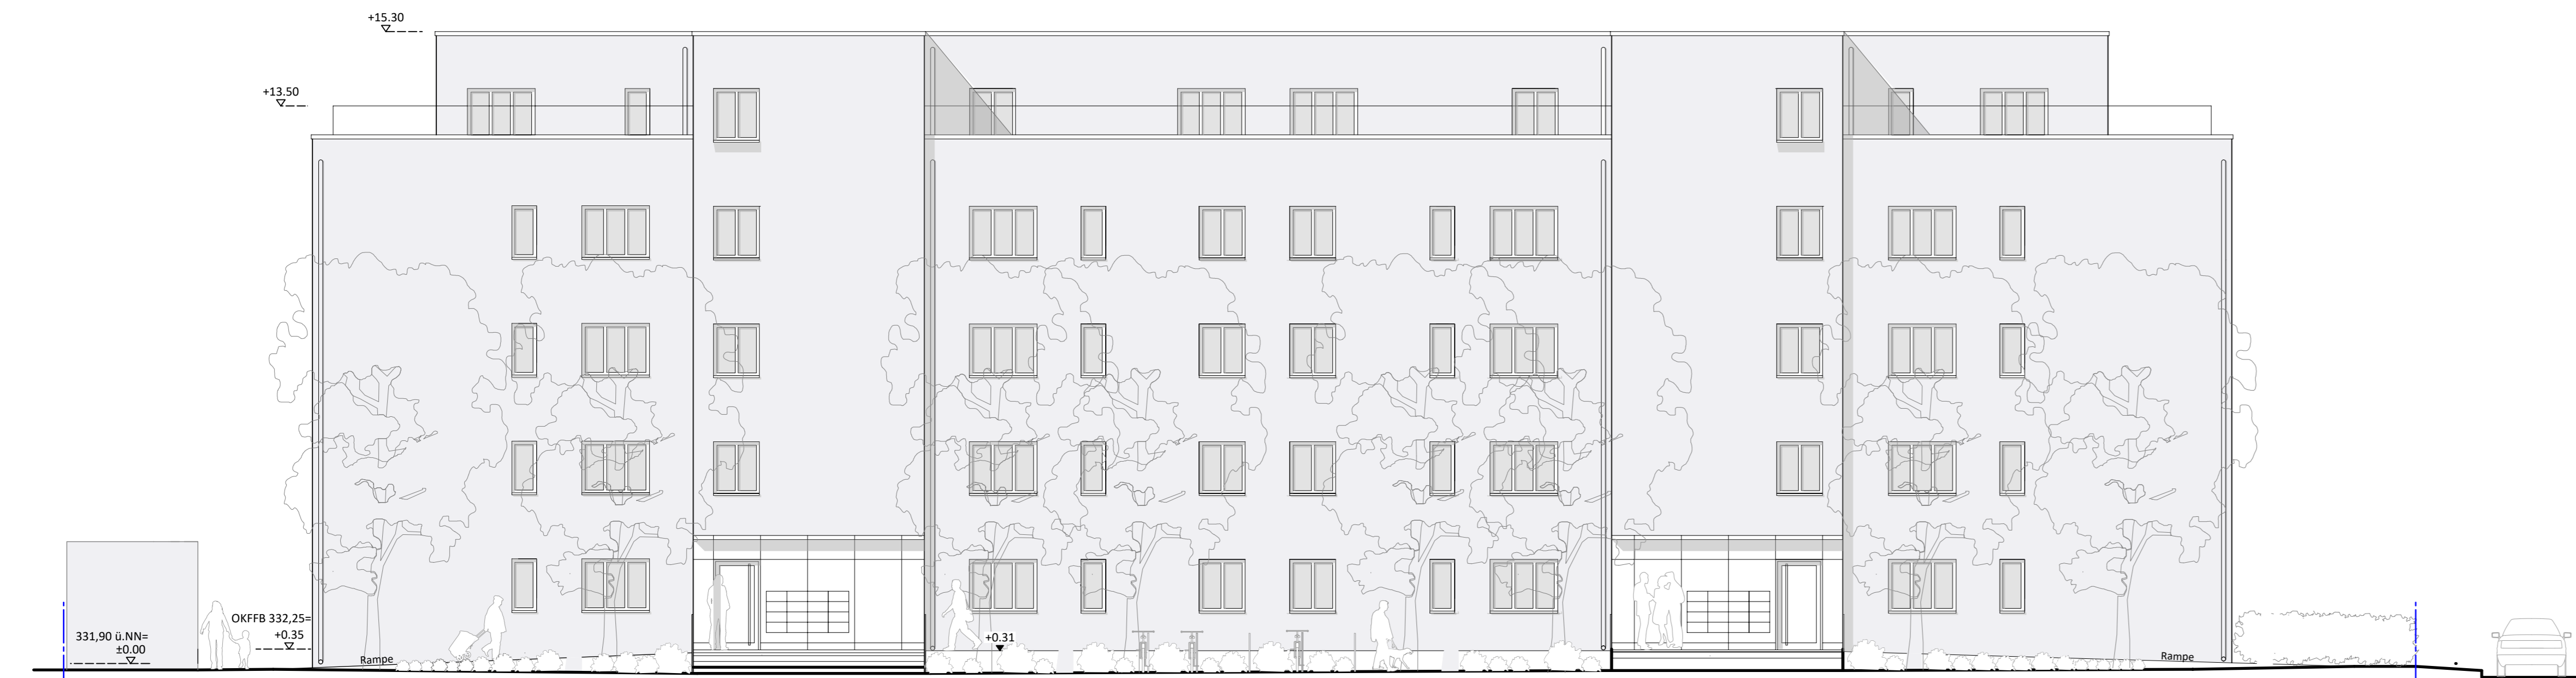 +15.30
+13.50
OKFFB 332,25=
+0.35
331,90 ü.NN=
±0.00
Rampe
+0.31
Rampe